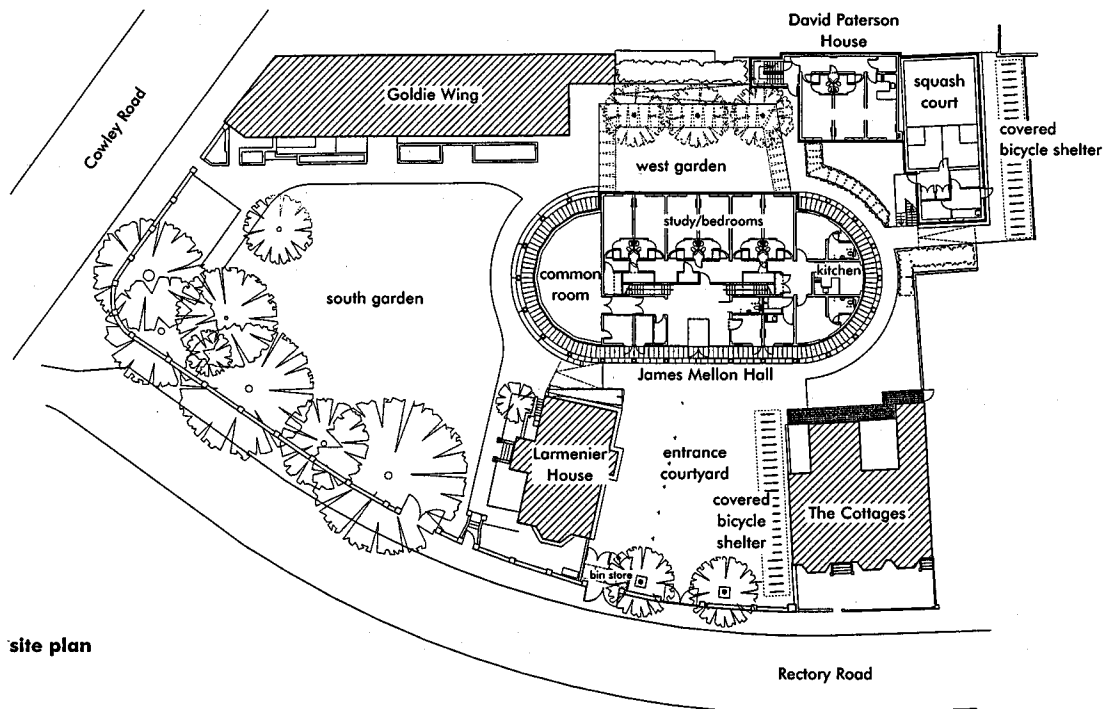 David Paterson
House
Cowley Road
Goldie Wing
squash
court
covered
bicycle shelter
west garden
study/bedrooms
common
room
kitchen
south garden
James Mellon Hall
Larmenier
House
entrance
courtyard
covered
bicycle
shelter
The Cottages
bin store
site plan
Rectory Road